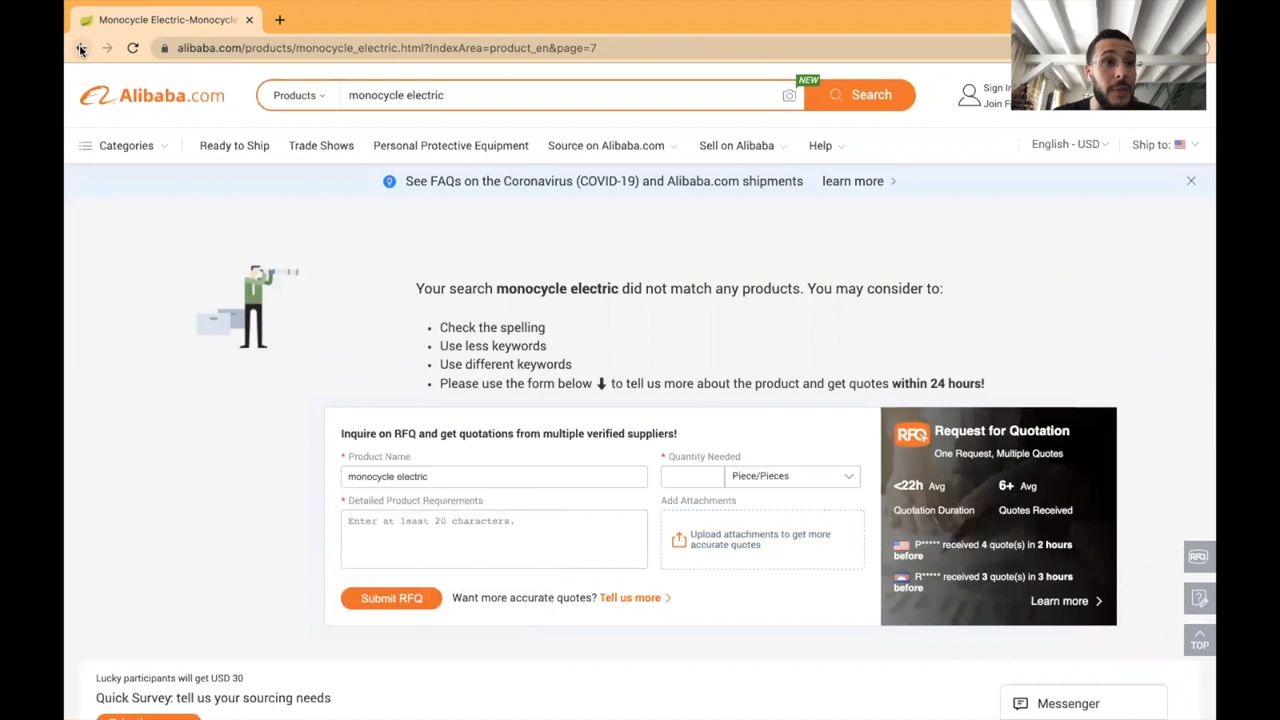 Monocycle Electric-Monocycle
alibaba.com/products/monocycle_electric.html?IndexArea=product_en&page=7
Alibaba.com
Products
monocycle electric
NEW
Search
Sign In
Join F
Categories
Ready to Ship
Trade Shows
Personal Protective Equipment
Source on Alibaba.com
Sell on Alibaba
Help
English - USD
Ship to:
See FAQs on the Coronavirus (COVID-19) and Alibaba.com shipments
learn more
Your search monocycle electric did not match any products. You may consider to:
Check the spelling
Use less keywords
Use different keywords
Please use the form below ⬇ to tell us more about the product and get quotes within 24 hours!
Inquire on RFQ and get quotations from multiple verified suppliers!
* Product Name
monocycle electric
* Quantity Needed
Piece/Pieces
* Detailed Product Requirements
Enter at least 20 characters.
Add Attachments
Upload attachments to get more
accurate quotes
Submit RFQ
Want more accurate quotes? Tell us more >
RFQ
Request for Quotation
One Request, Multiple Quotes
<22h Avg
6+ Avg
Quotation Duration
Quotes Received
P***** received 4 quote(s) in 2 hours
before
R***** received 3 quote(s) in 3 hours
before
Learn more >
RFQ
TOP
Lucky participants will get USD 30
Quick Survey: tell us your sourcing needs
Messenger